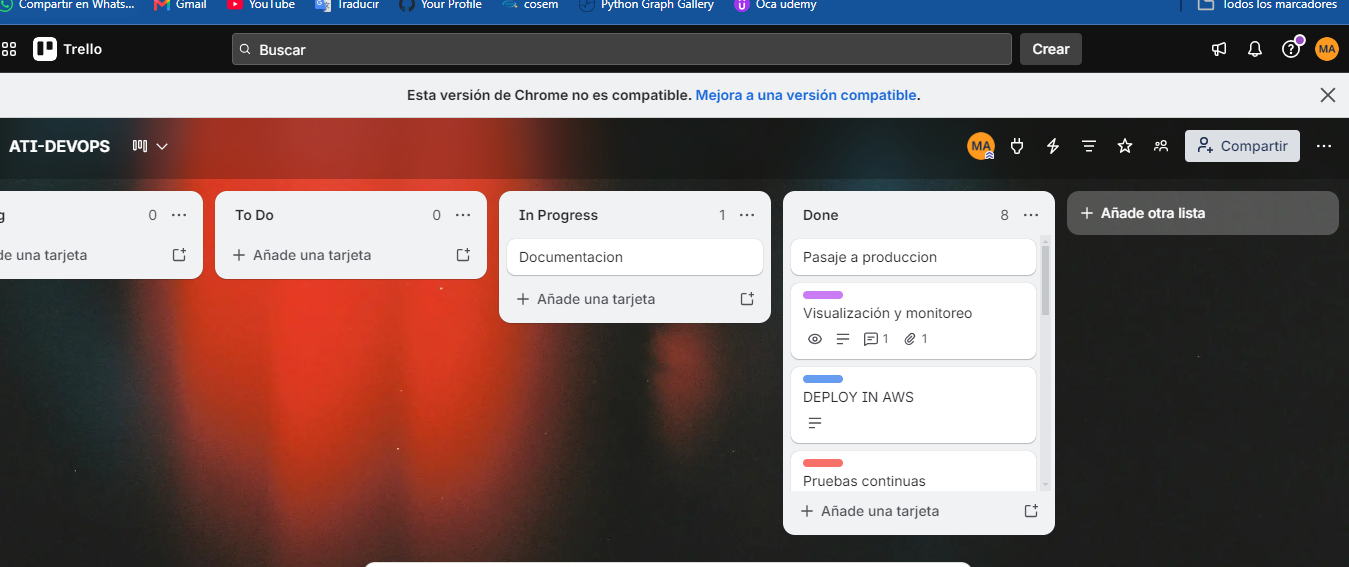 Compartir en Whats...
Gmail
YouTube
Traducir
Your Profile
cosem
Python Graph Gallery
Oca udemy
Todos los marcadores
Trello
Buscar
Crear
MA
Esta versión de Chrome no es compatible. Mejora a una versión compatible.
ATI-DEVOPS
MA
Compartir
g
0
To Do
0
In Progress
1
Done
8
Añade otra lista
de una tarjeta
Añade una tarjeta
Documentacion
Añade una tarjeta
Pasaje a produccion
Visualización y monitoreo
1
1
DEPLOY IN AWS
Pruebas continuas
Añade una tarjeta